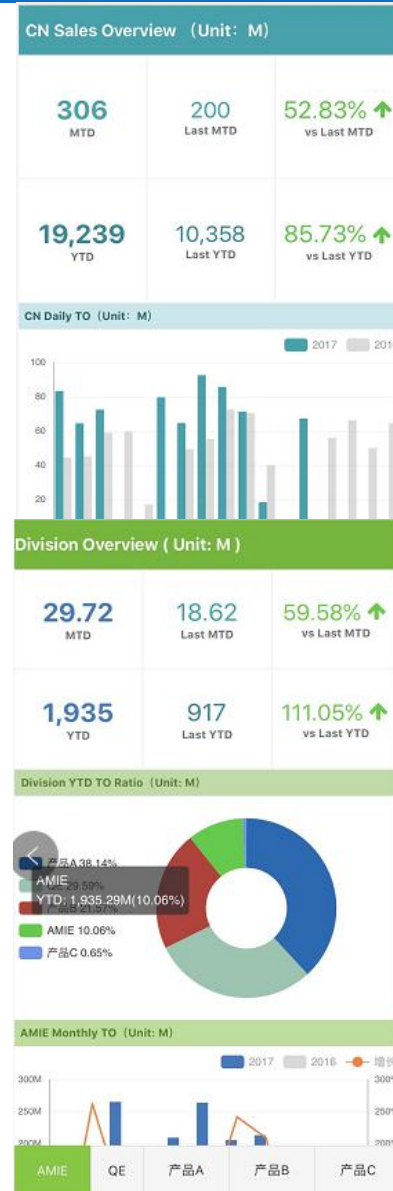 CN Sales Overview （Unit：M）
306 200 52.83%
MTD Last MTD vs Last MTD
19,239 10,358 85.73%
YTD Last YTD vs Last YTD
CN Daily TO（Unit：M）
2017 201
100
80
60
40
20
Division Overview ( Unit: M )
29.72 18.62 59.58%
MTD Last MTD vs Last MTD
1,935 917 111.05%
YTD Last YTD vs Last YTD
Division YTD TO Ratio（Unit: M）
产品A 38.14%
AMIE
YTD: 1,935.29M(10.06%)
AMIE 10.06%
产品C 0.65%
AMIE Monthly TO（Unit: M）
2017 2016
300M 300
250M 250
200M 200
AMIE QE 产品A 产品B 产品C